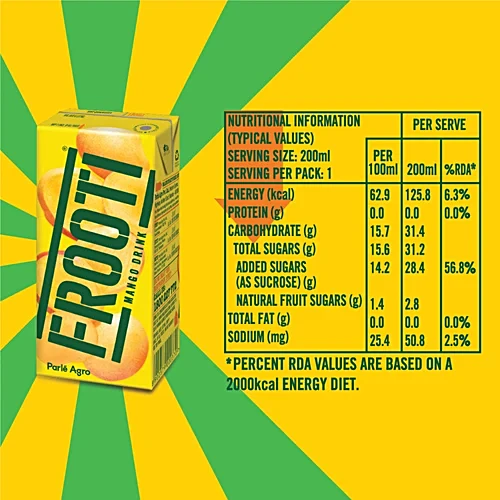 FROOTI
MANGO DRINK
Parlé Agro
NUTRITIONAL INFORMATION
(TYPICAL VALUES)
SERVING SIZE: 200ml
SERVING PER PACK: 1
PER SERVE
PER 100ml 200ml %RDA*
ENERGY (kcal) 62.9 125.8 6.3%
PROTEIN (g) 0.0 0.0 0.0%
CARBOHYDRATE (g) 15.7 31.4
TOTAL SUGARS (g) 15.6 31.2
ADDED SUGARS 14.2 28.4 56.8%
(AS SUCROSE) (g)
NATURAL FRUIT SUGARS (g) 1.4 2.8
TOTAL FAT (g) 0.0 0.0 0.0%
SODIUM (mg) 25.4 50.8 2.5%
*PERCENT RDA VALUES ARE BASED ON A
2000kcal ENERGY DIET.